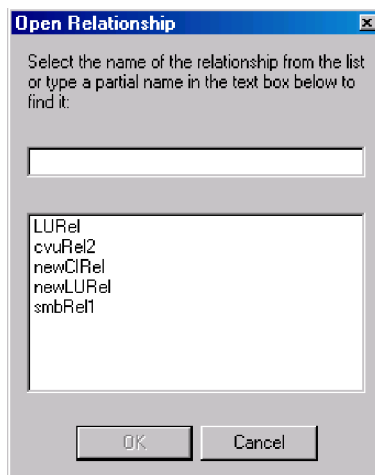 Open Relationship
Select the name of the relationship from the list
or type a partial name in the text box below to
find it:
LURel
cvuRel2
newCIRel
newLURel
smbRel1
OK
Cancel